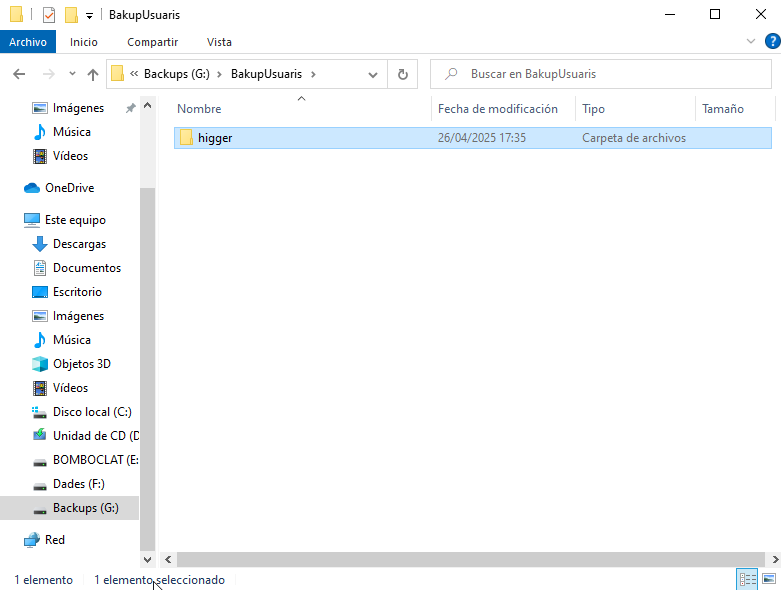 BakupUsuaris
Archivo Inicio Compartir Vista
« Backups (G:) > BakupUsuaris >
Buscar en BakupUsuaris
Nombre Fecha de modificación Tipo Tamaño
higger 26/04/2025 17:35 Carpeta de archivos
Imágenes
Música
Vídeos
OneDrive
Este equipo
Descargas
Documentos
Escritorio
Imágenes
Música
Objetos 3D
Vídeos
Disco local (C:)
Unidad de CD (D
BOMBOCLAT (E:
Dades (F:)
Backups (G:)
Red
1 elemento 1 elemento seleccionado